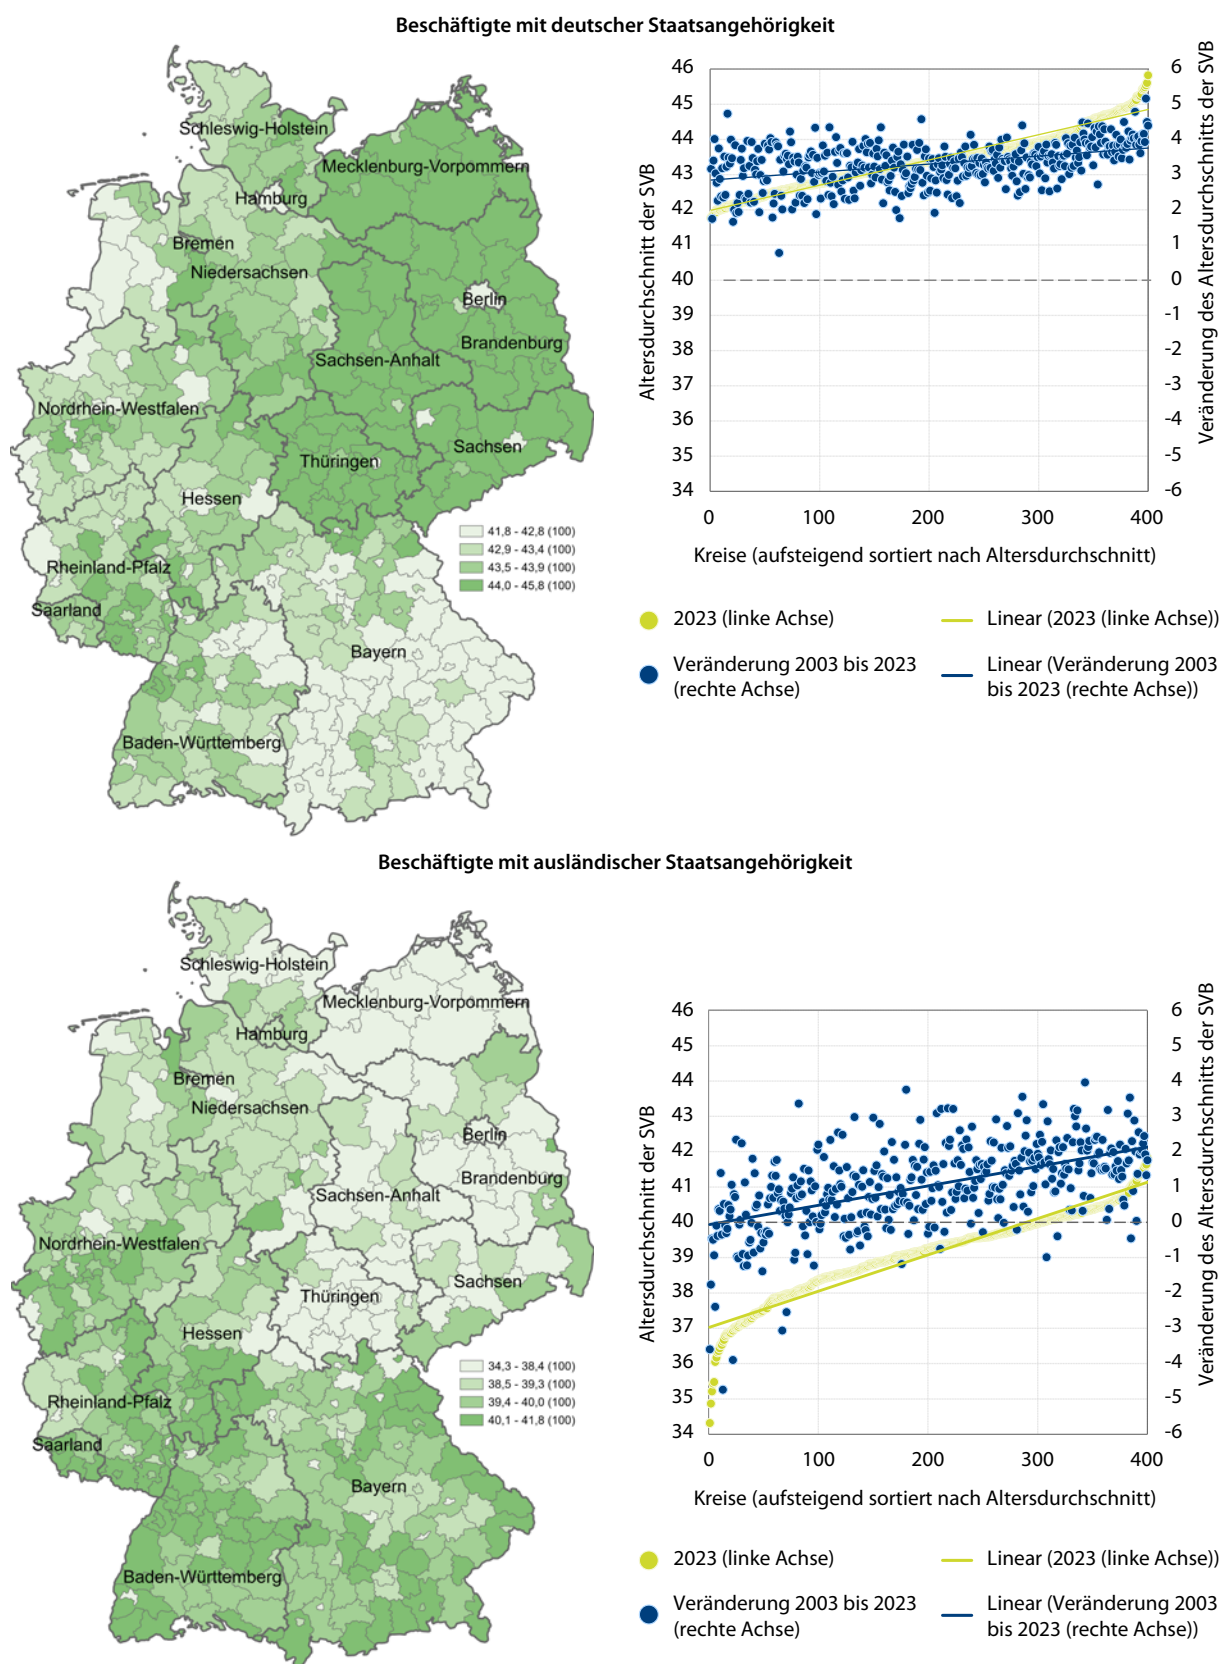 Beschäftigte mit deutscher Staatsangehörigkeit
Schleswig-Holstein
Mecklenburg-Vorpommern
Hamburg
Bremen
Niedersachsen
Berlin
Brandenburg
Sachsen-Anhalt
Nordrhein-Westfalen
Sachsen
Thüringen
Hessen
Rheinland-Pfalz
Saarland
Bayern
Baden-Württemberg
41,8 - 42,8 (100)
42,9 - 43,4 (100)
43,5 - 43,9 (100)
44,0 - 45,8 (100)
Altersdurchschnitt der SVB
46
45
44
43
42
41
40
39
38
37
36
35
34
6
5
4
3
2
1
0
-1
-2
-3
-4
-5
-6
Veränderung des Altersdurchschnitts der SVB
0 100 200 300 400
Kreise (aufsteigend sortiert nach Altersdurchschnitt)
2023 (linke Achse)
Linear (2023 (linke Achse))
Veränderung 2003 bis 2023
(rechte Achse)
Linear (Veränderung 2003
bis 2023 (rechte Achse))
Beschäftigte mit ausländischer Staatsangehörigkeit
Schleswig-Holstein
Mecklenburg-Vorpommern
Hamburg
Bremen
Niedersachsen
Berlin
Brandenburg
Sachsen-Anhalt
Nordrhein-Westfalen
Sachsen
Thüringen
Hessen
Rheinland-Pfalz
Saarland
Bayern
Baden-Württemberg
34,3 - 38,4 (100)
38,5 - 39,3 (100)
39,4 - 40,0 (100)
40,1 - 41,8 (100)
Altersdurchschnitt der SVB
46
45
44
43
42
41
40
39
38
37
36
35
34
6
5
4
3
2
1
0
-1
-2
-3
-4
-5
-6
Veränderung des Altersdurchschnitts der SVB
0 100 200 300 400
Kreise (aufsteigend sortiert nach Altersdurchschnitt)
2023 (linke Achse)
Linear (2023 (linke Achse))
Veränderung 2003 bis 2023
(rechte Achse)
Linear (Veränderung 2003
bis 2023 (rechte Achse))